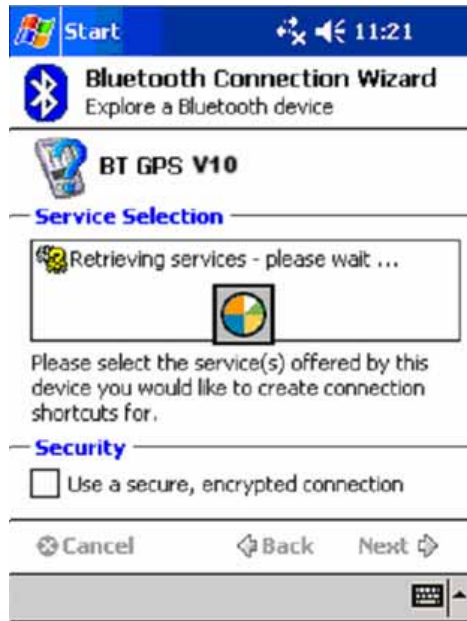 Start 11:21
Bluetooth Connection Wizard
Explore a Bluetooth device
BT GPS V10
Service Selection
Retrieving services - please wait ...
Please select the service(s) offered by this
device you would like to create connection
shortcuts for.
Security
Use a secure, encrypted connection
Cancel Back Next